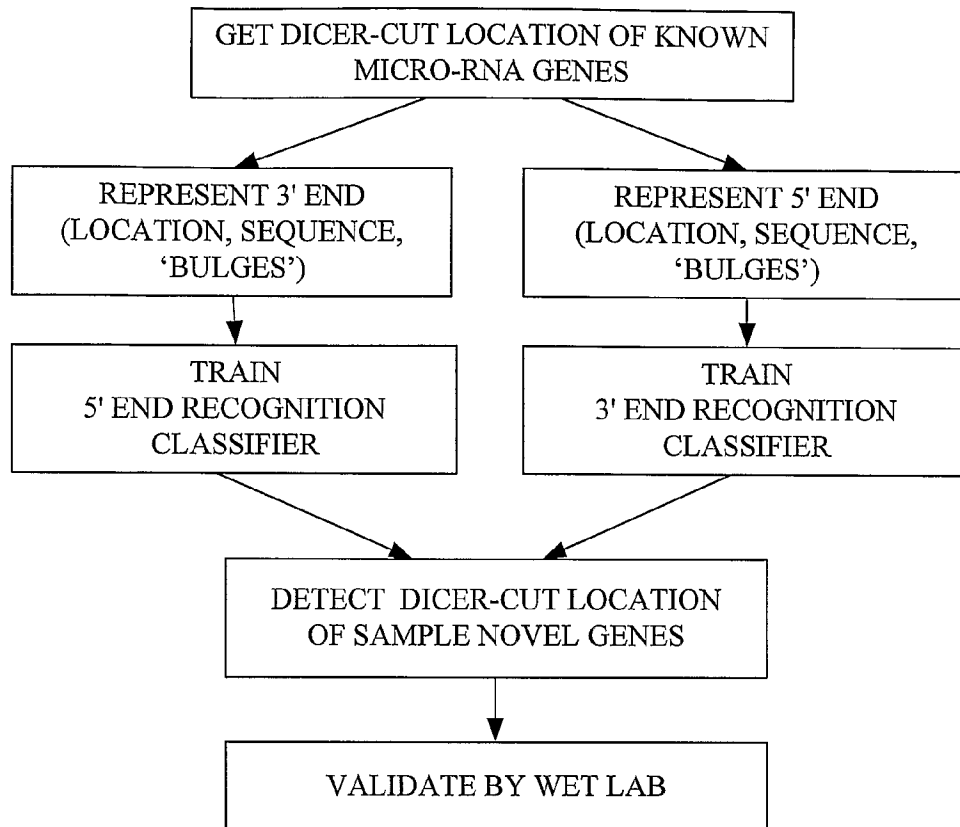 GET DICER-CUT LOCATION OF KNOWN
MICRO-RNA GENES
REPRESENT 3' END
(LOCATION, SEQUENCE,
‘BULGES’)
REPRESENT 5' END
(LOCATION, SEQUENCE,
‘BULGES’)
TRAIN
5' END RECOGNITION
CLASSIFIER
TRAIN
3' END RECOGNITION
CLASSIFIER
DETECT DICER-CUT LOCATION
OF SAMPLE NOVEL GENES
VALIDATE BY WET LAB